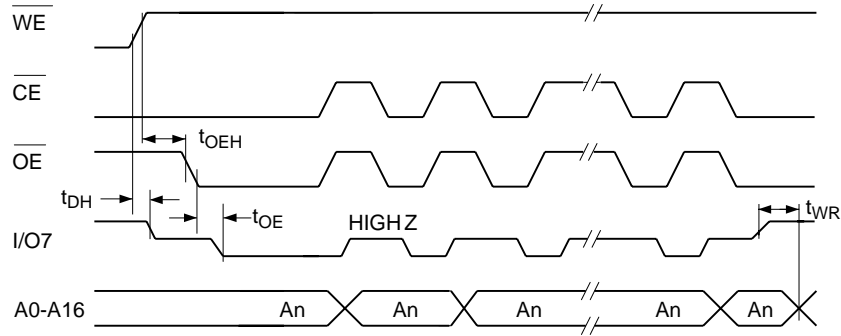 WE
CE
tOEH
OE
tDH
tOE
HIGH Z
tWR
I/O7
A0-A16 An An An An An